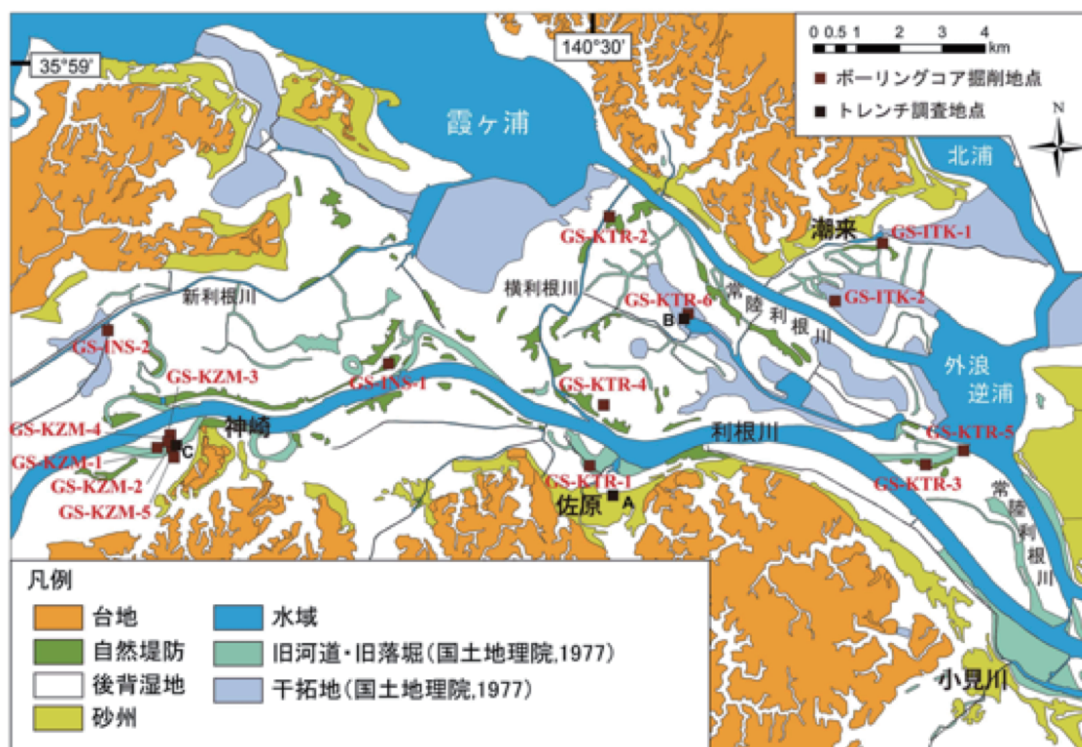 35°59'
140°30'
0 0.5 1 2 3 4
km
ボーリングコア掘削地点
トレンチ調査地点
N
霞ヶ浦
北浦
潮来
GS-ITK-1
GS-KTR-2
新利根川
横利根川
GS-KTR-6
B
常陸利根川
GS-ITK-2
GS-INS-2
GS-KZM-3
GS-INS-1
GS-KTR-4
外浪
逆浦
GS-KZM-4
神崎
C
利根川
GS-KTR-5
GS-KZM-1
GS-KZM-2
GS-KZM-5
GS-KTR-1
佐原
A
GS-KTR-3
常陸利根川
凡例
台地
水域
自然堤防
旧河道・旧落堀(国土地理院,1977)
後背湿地
干拓地(国土地理院,1977)
砂州
小見川